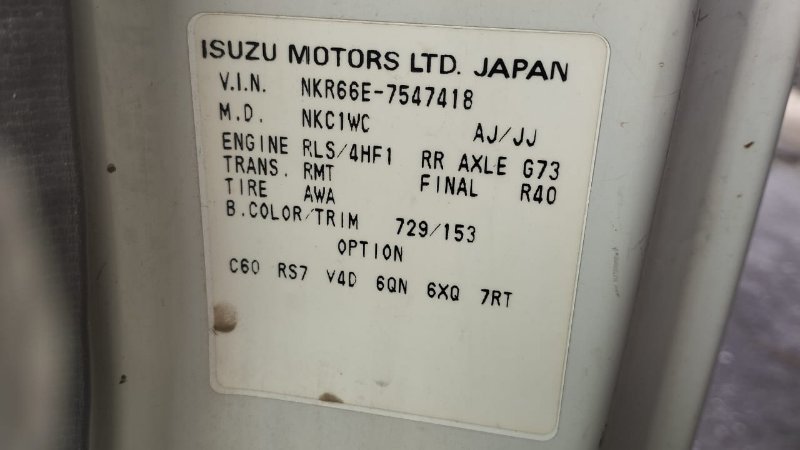 ISUZU MOTORS LTD. JAPAN
V.I.N. NKR66E-7547418
M.D. NKC1WC AJ/JJ
ENGINE RLS/4HF1 RR AXLE G73
TRANS. RMT FINAL R40
TIRE AWA
B.COLOR/TRIM 729/153
OPTION
C60 RS7 V4D 6QN 6XQ 7RT